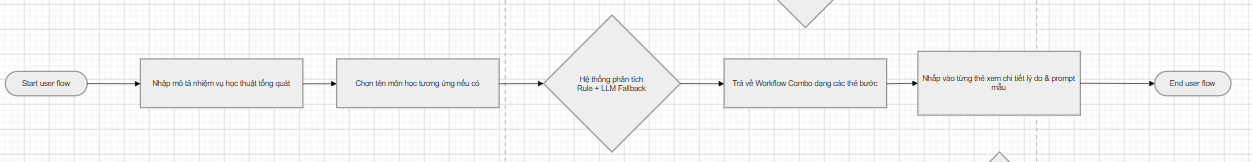 Start user flow
Nhập mô tả nhiệm vụ học thuật tổng quát
Chọn tên môn học tương ứng nếu có
Hệ thống phân tích
Rule + LLM Fallback
Trả về Workflow Combo dạng các thẻ bước
Nhấp vào từng thẻ xem chi tiết lý do & prompt
mẫu
End user flow